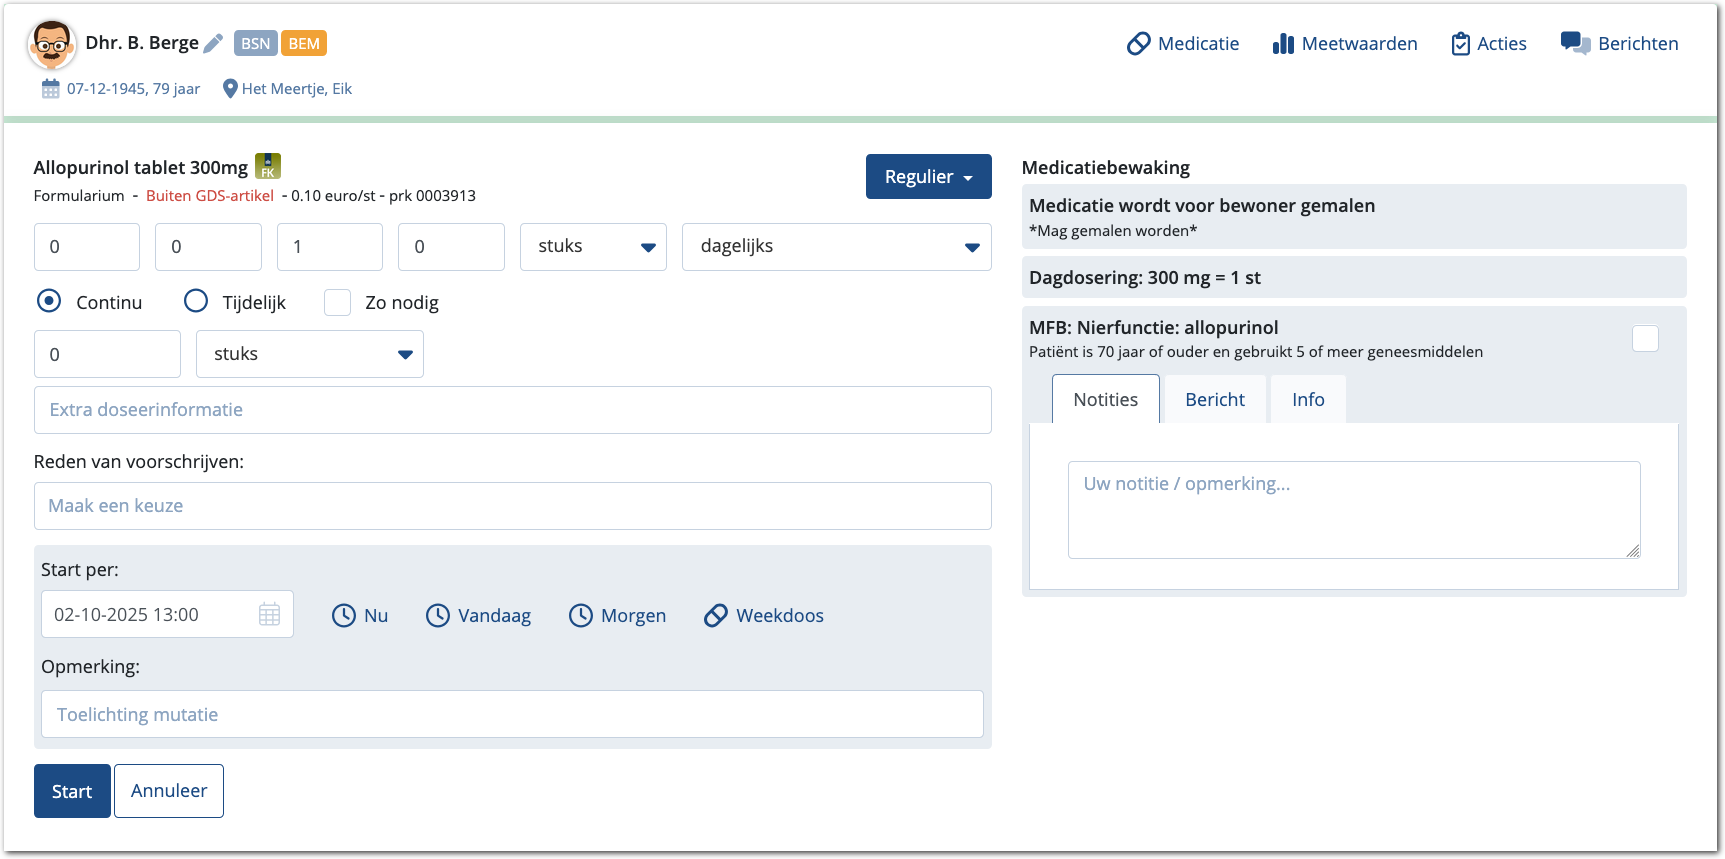 Dhr. B. Berge BSN BEM
Medicatie Meetwaarden Acties Berichten
07-12-1945, 79 jaar Het Meertje, Eik
Allopurinol tablet 300mg FK
Formularium - Buiten GDS-artikel - 0.10 euro/st - prk 0003913
Regulier
0 0 1 0 stuks dagelijks
Continu Tijdelijk Zo nodig
0 stuks
Extra doseerinformatie
Reden van voorschrijven:
Maak een keuze
Start per:
02-10-2025 13:00 Nu Vandaag Morgen Weekdoos
Opmerking:
Toelichting mutatie
Start Annuleer
Medicatiebewaking
Medicatie wordt voor bewoner gemalen
*Mag gemalen worden*
Dagdosering: 300 mg = 1 st
MFB: Nierfunctie: allopurinol
Patiënt is 70 jaar of ouder en gebruikt 5 of meer geneesmiddelen
Notities Bericht Info
Uw notitie / opmerking...